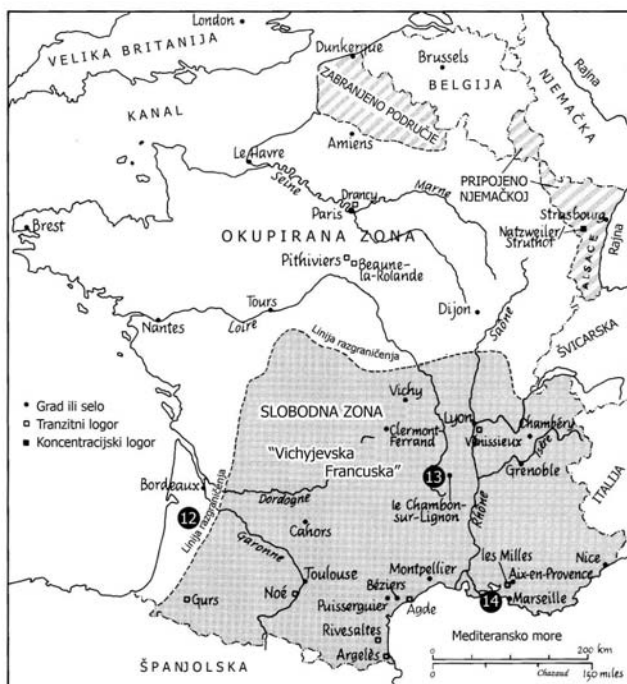 London
VELIKA BRITANIJA
Dunkerque
Brussels
BELGIJA
NJEMAČKA
Rajna
ZABRANJENO PODRUČJE
KANAL
Amiens
Le Havre
Seine
PRIPOJENO
NJEMAČKOJ
Drancy
Marne
Paris
Strasbourg
Brest
Natzweiler/
Struthof
OKUPIRANA ZONA
ALSACE
Rajna
Pithiviers
Beaune-
la-Rolande
Tours
Dijon
Nantes
Loire
Saône
Linija razgraničenja
ŠVICARSKA
Grad ili selo
Tranzitni logor
Koncentracijski logor
Vichy
SLOBODNA ZONA
Clermont-
Ferrand
Lyon
Chambéry
Vénissieux
Isère
"Vichyjevska
Francuska"
13
Grenoble
ITALIJA
Bordeaux
le Chambon-
sur-Lignon
12
Dordogne
Linija razgraničenja
Rhône
Cahors
Garonne
les Milles
Nice
Toulouse
Montpellier
Aix-en-Provence
Gurs
Noé
Béziers
Puisserguier
Agde
14
Marseille
Rivesaltes
Mediteransko more
Argelès
ŠPANJOLSKA
0 200 km
Chazaud
0 150 miles